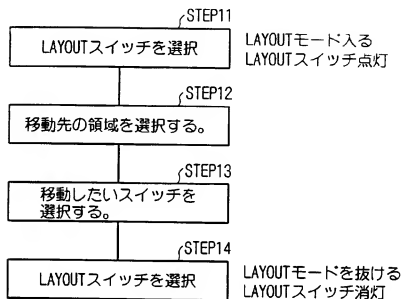 STEP11
LAYOUTスイッチを選択
LAYOUTモード入る
LAYOUTスイッチ点灯
STEP12
移動先の領域を選択する。
STEP13
移動したいスイッチを
選択する。
STEP14
LAYOUTスイッチを選択
LAYOUTモードを抜ける
LAYOUTスイッチ消灯